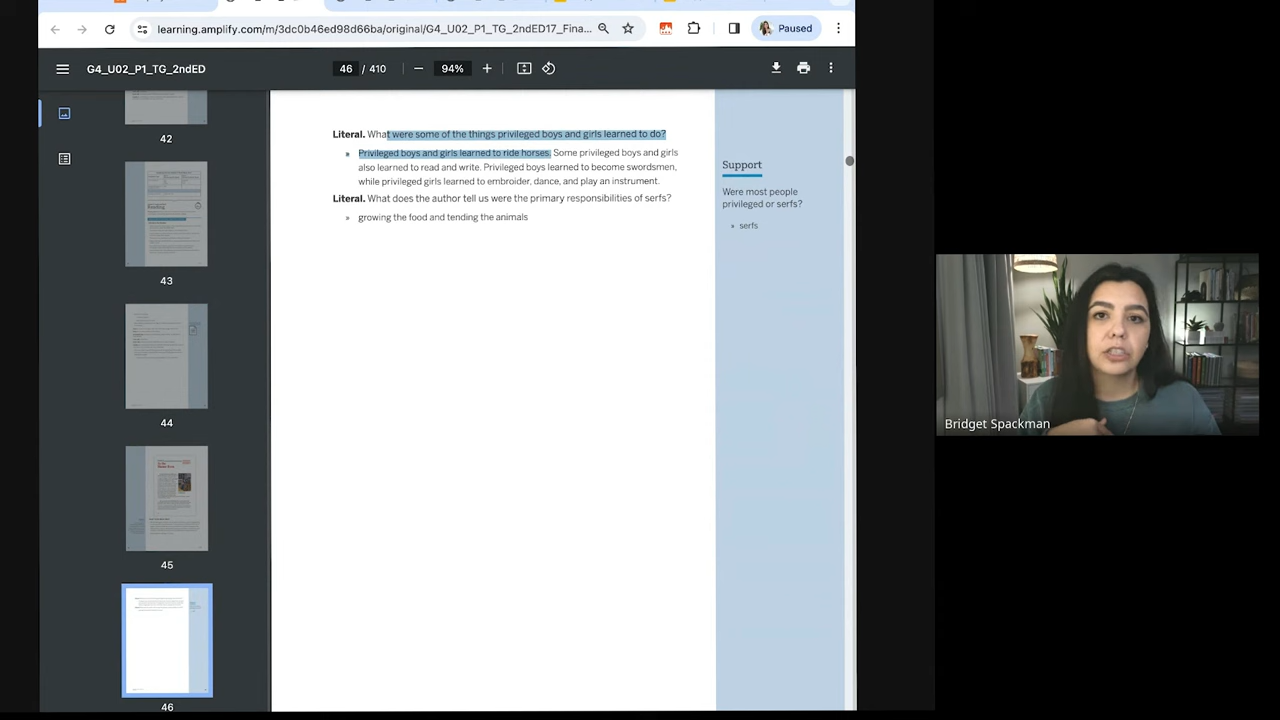 learning.amplify.com/m/3dc0b46ed98d66ba/original/G4_U02_P1_TG_2ndED17_Fina...
Paused
G4_U02_P1_TG_2ndED
46 / 410
94%
42
43
44
45
46
Literal. What were some of the things privileged boys and girls learned to do?
» Privileged boys and girls learned to ride horses. Some privileged boys and girls
also learned to read and write. Privileged boys learned to become swordsmen,
while privileged girls learned to embroider, dance, and play an instrument.
Literal. What does the author tell us were the primary responsibilities of serfs?
» growing the food and tending the animals
Support
Were most people
privileged or serfs?
» serfs
Bridget Spackman